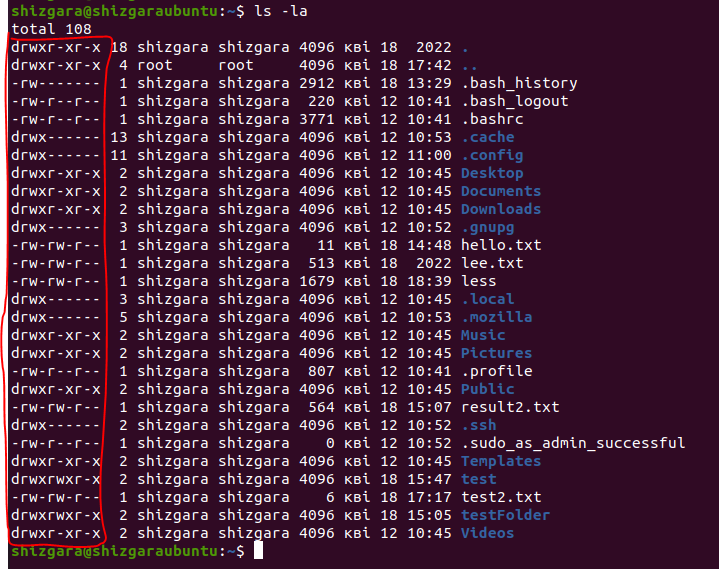 shizgara@shizgaraubuntu:~$ ls -la
total 108
drwxr-xr-x 18 shizgara shizgara 4096 кві 18  2022 .
drwxr-xr-x  4 root     root     4096 кві 18 17:42 ..
-rw-------  1 shizgara shizgara 2912 кві 18 13:29 .bash_history
-rw-r--r--  1 shizgara shizgara  220 кві 12 10:41 .bash_logout
-rw-r--r--  1 shizgara shizgara 3771 кві 12 10:41 .bashrc
drwx------ 13 shizgara shizgara 4096 кві 12 10:53 .cache
drwx------ 11 shizgara shizgara 4096 кві 12 11:00 .config
drwxr-xr-x  2 shizgara shizgara 4096 кві 12 10:45 Desktop
drwxr-xr-x  2 shizgara shizgara 4096 кві 12 10:45 Documents
drwxr-xr-x  2 shizgara shizgara 4096 кві 12 10:45 Downloads
drwx------  3 shizgara shizgara 4096 кві 12 10:52 .gnupg
-rw-rw-r--  1 shizgara shizgara   11 кві 18 14:48 hello.txt
-rw-rw-r--  1 shizgara shizgara  513 кві 18  2022 lee.txt
-rw-rw-r--  1 shizgara shizgara 1679 кві 18 18:39 less
drwx------  3 shizgara shizgara 4096 кві 12 10:45 .local
drwx------  5 shizgara shizgara 4096 кві 12 10:53 .mozilla
drwxr-xr-x  2 shizgara shizgara 4096 кві 12 10:45 Music
drwxr-xr-x  2 shizgara shizgara 4096 кві 12 10:45 Pictures
-rw-r--r--  1 shizgara shizgara  807 кві 12 10:41 .profile
drwxr-xr-x  2 shizgara shizgara 4096 кві 12 10:45 Public
-rw-rw-r--  1 shizgara shizgara  564 кві 18 15:07 result2.txt
drwx------  2 shizgara shizgara 4096 кві 12 10:52 .ssh
-rw-r--r--  1 shizgara shizgara    0 кві 12 10:52 .sudo_as_admin_successful
drwxr-xr-x  2 shizgara shizgara 4096 кві 12 10:45 Templates
drwxrwxr-x  2 shizgara shizgara 4096 кві 18 15:47 test
-rw-rw-r--  1 shizgara shizgara    6 кві 18 17:17 test2.txt
drwxrwxr-x  2 shizgara shizgara 4096 кві 18 15:05 testFolder
drwxr-xr-x  2 shizgara shizgara 4096 кві 12 10:45 Videos
shizgara@shizgaraubuntu:~$